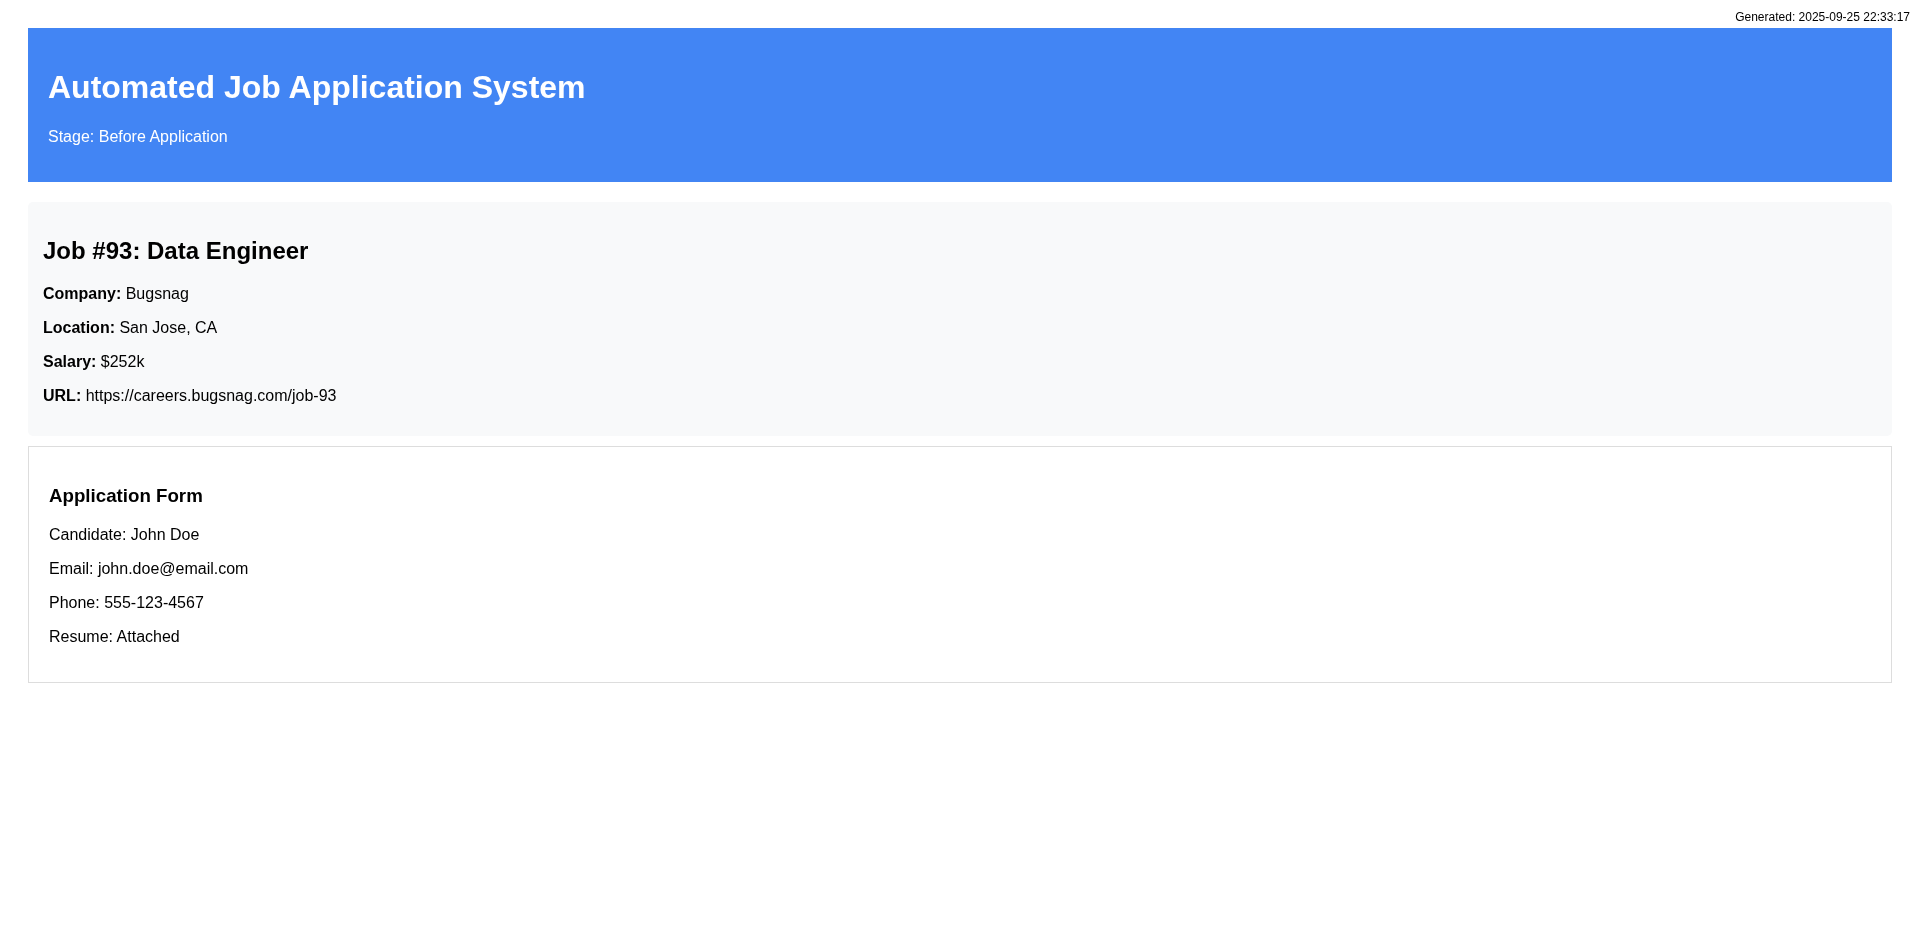 Generated: 2025-09-25 22:33:17
Automated Job Application System
Stage: Before Application
Job #93: Data Engineer
Company: Bugsnag
Location: San Jose, CA
Salary: $252k
URL: https://careers.bugsnag.com/job-93
Application Form
Candidate: John Doe
Email: john.doe@email.com
Phone: 555-123-4567
Resume: Attached